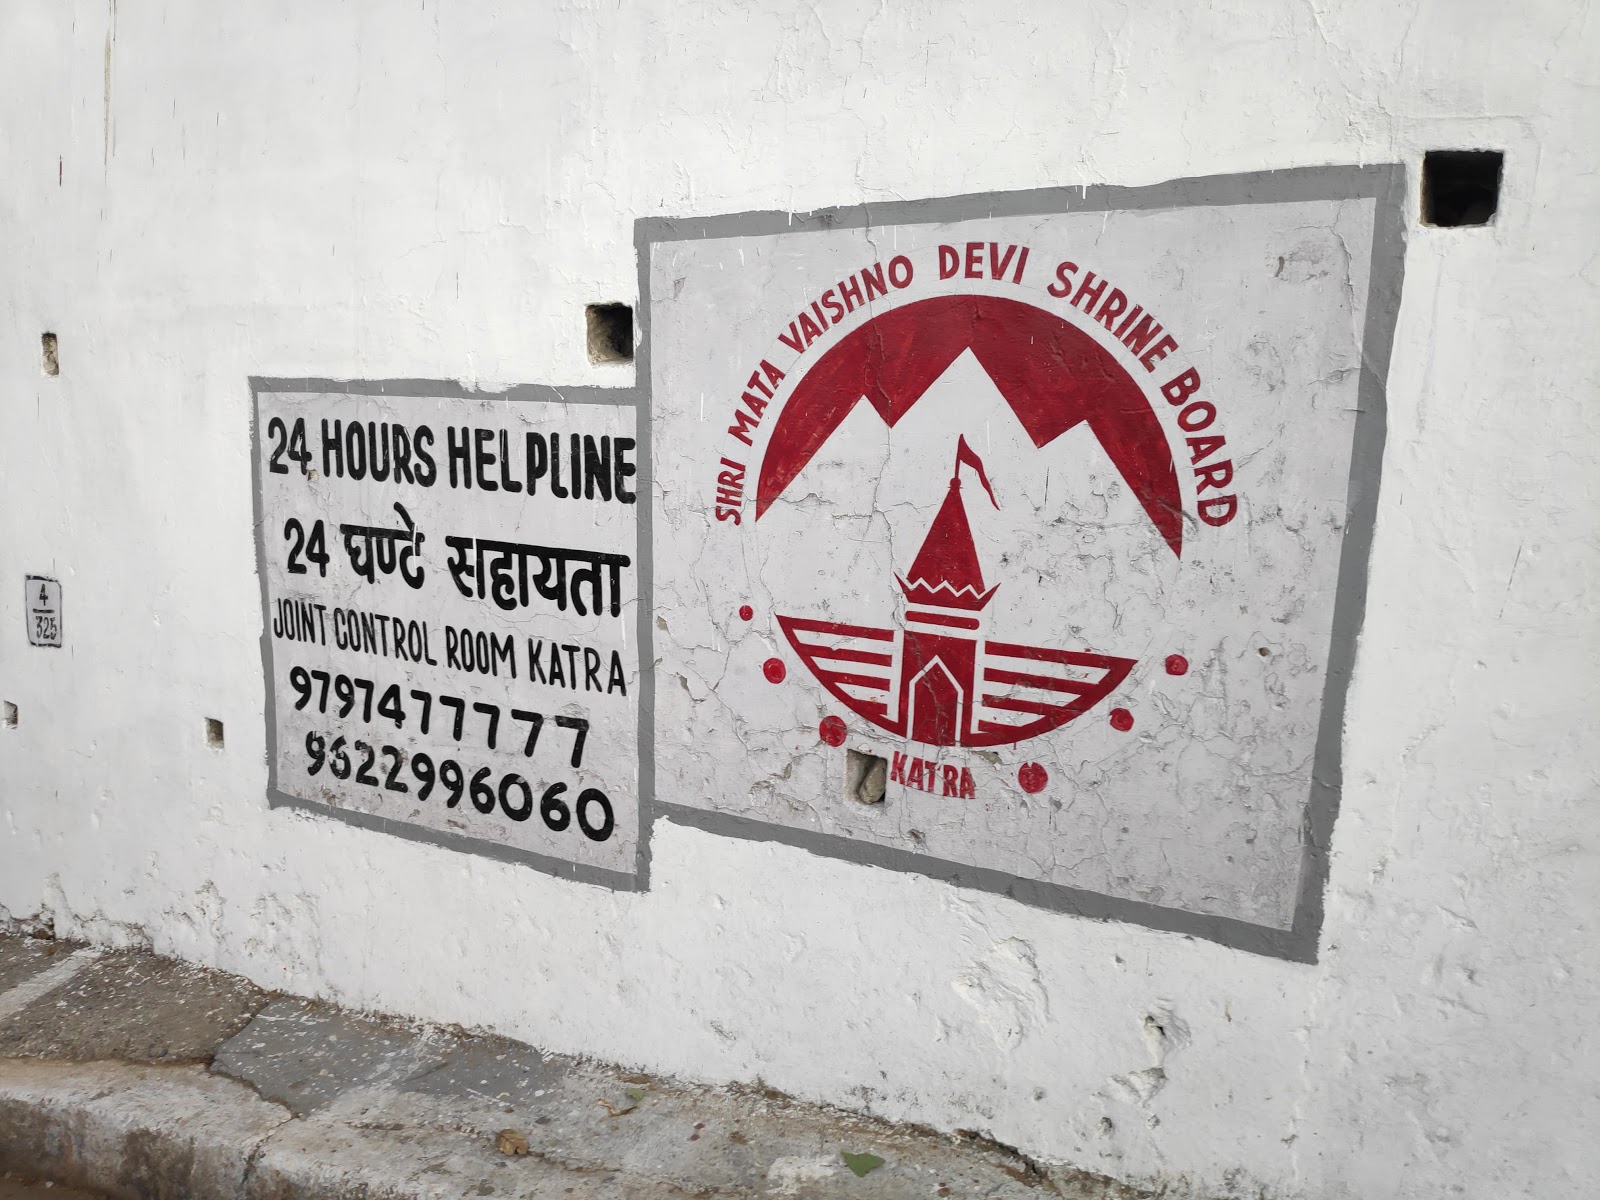 24 HOURS HELPLINE
24 घण्टे सहायता
JOINT CONTROL ROOM KATRA
9797477777
9622996060
SHRI MATA VAISHNO DEVI SHRINE BOARD
KATRA
4
325